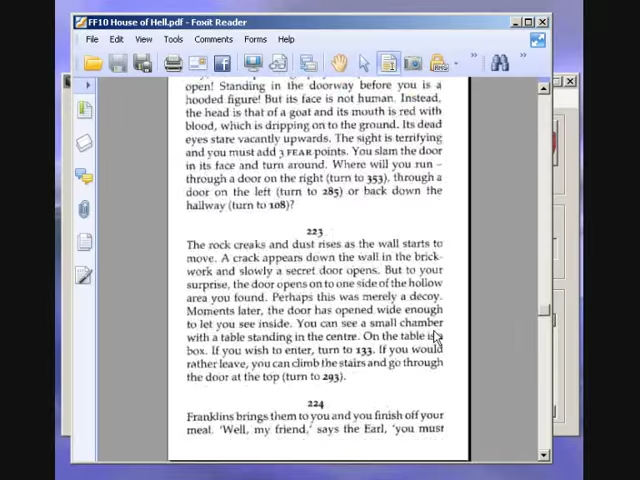 FF10 House of Hell.pdf - Foxit Reader
File Edit View Tools Comments Forms Help
open! Standing in the doorway before you is a
hooded figure! But its face is not human. Instead,
the head is that of a goat and its mouth is red with
blood, which is dripping on to the ground. Its dead
eyes stare vacantly upwards. The sight is terrifying
and you must add 3 FEAR points. You slam the door
in its face and turn around. Where will you run –
through a door on the right (turn to 353), through a
door on the left (turn to 285) or back down the
hallway (turn to 108)?
223
The rock creaks and dust rises as the wall starts to
move. A crack appears down the wall in the brick-
work and slowly a secret door opens. But to your
surprise, the door opens on to one side of the hollow
area you found. Perhaps this was merely a decoy.
Moments later, the door has opened wide enough
to let you see inside. You can see a small chamber
with a table standing in the centre. On the table is a
box. If you wish to enter, turn to 133. If you would
rather leave, you can climb the stairs and go through
the door at the top (turn to 293).
224
Franklins brings them to you and you finish off your
meal. 'Well, my friend,' says the Earl, 'you must